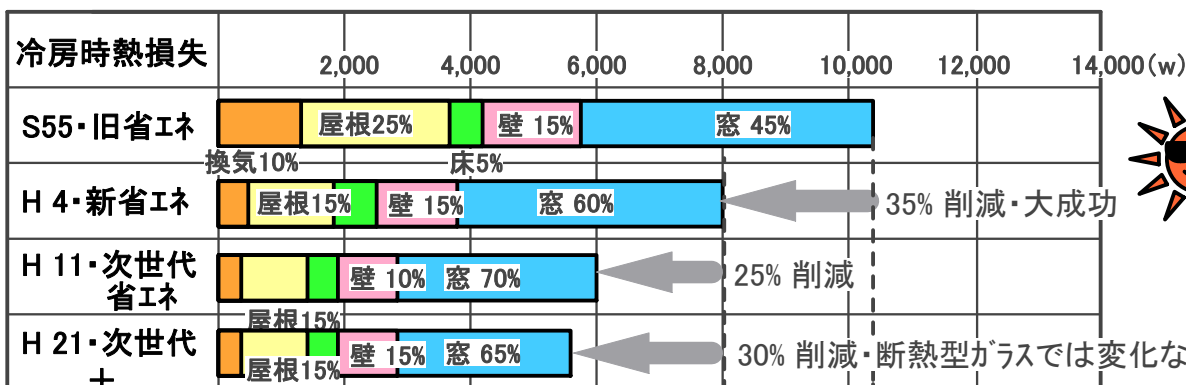 冷房時熱損失
2,000 4,000 6,000 8,000 10,000 12,000 14,000(w)
S55・旧省エネ
屋根25% 壁 15% 窓 45%
換気10% 床5%
H 4・新省エネ
屋根15% 壁 15% 窓 60%
35% 削減・大成功
H 11・次世代
省エネ
壁 10% 窓 70%
25% 削減
屋根15%
H 21・次世代
+
屋根15% 壁 15% 窓 65%
30% 削減・断熱型ガラスでは変化な